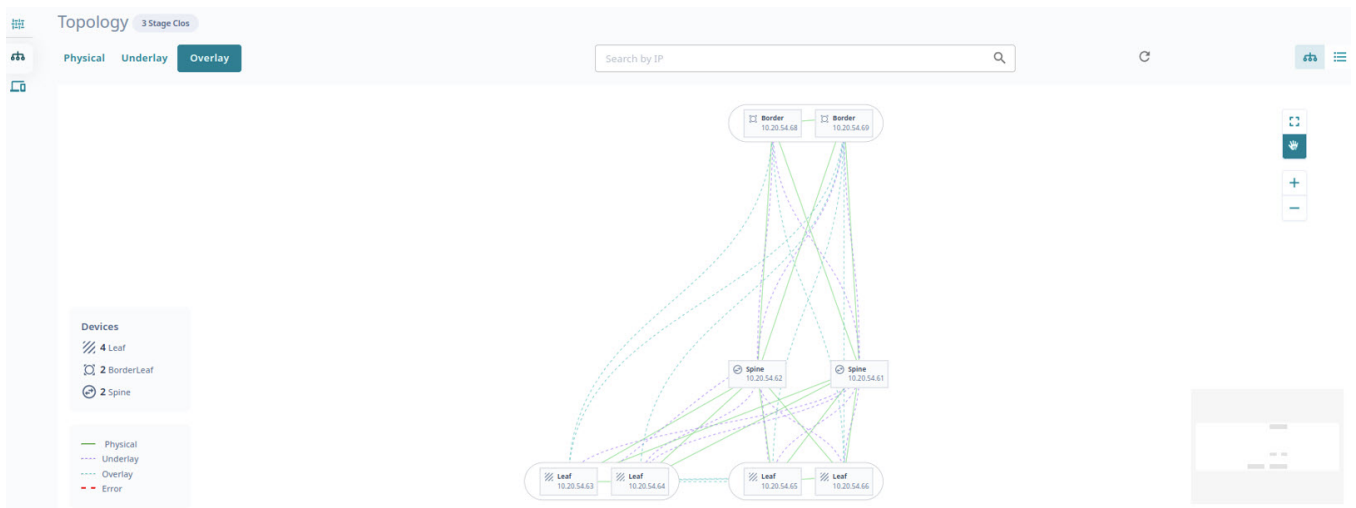 Topology 3 Stage Clos
Physical Underlay Overlay Search by IP
Border
10.20.54.68
Border
10.20.54.69
Spine
10.20.54.62
Spine
10.20.54.61
Devices
4 Leaf
2 BorderLeaf
2 Spine
Physical
Underlay
Overlay
Error
Leaf
10.20.54.63
Leaf
10.20.54.64
Leaf
10.20.54.65
Leaf
10.20.54.66